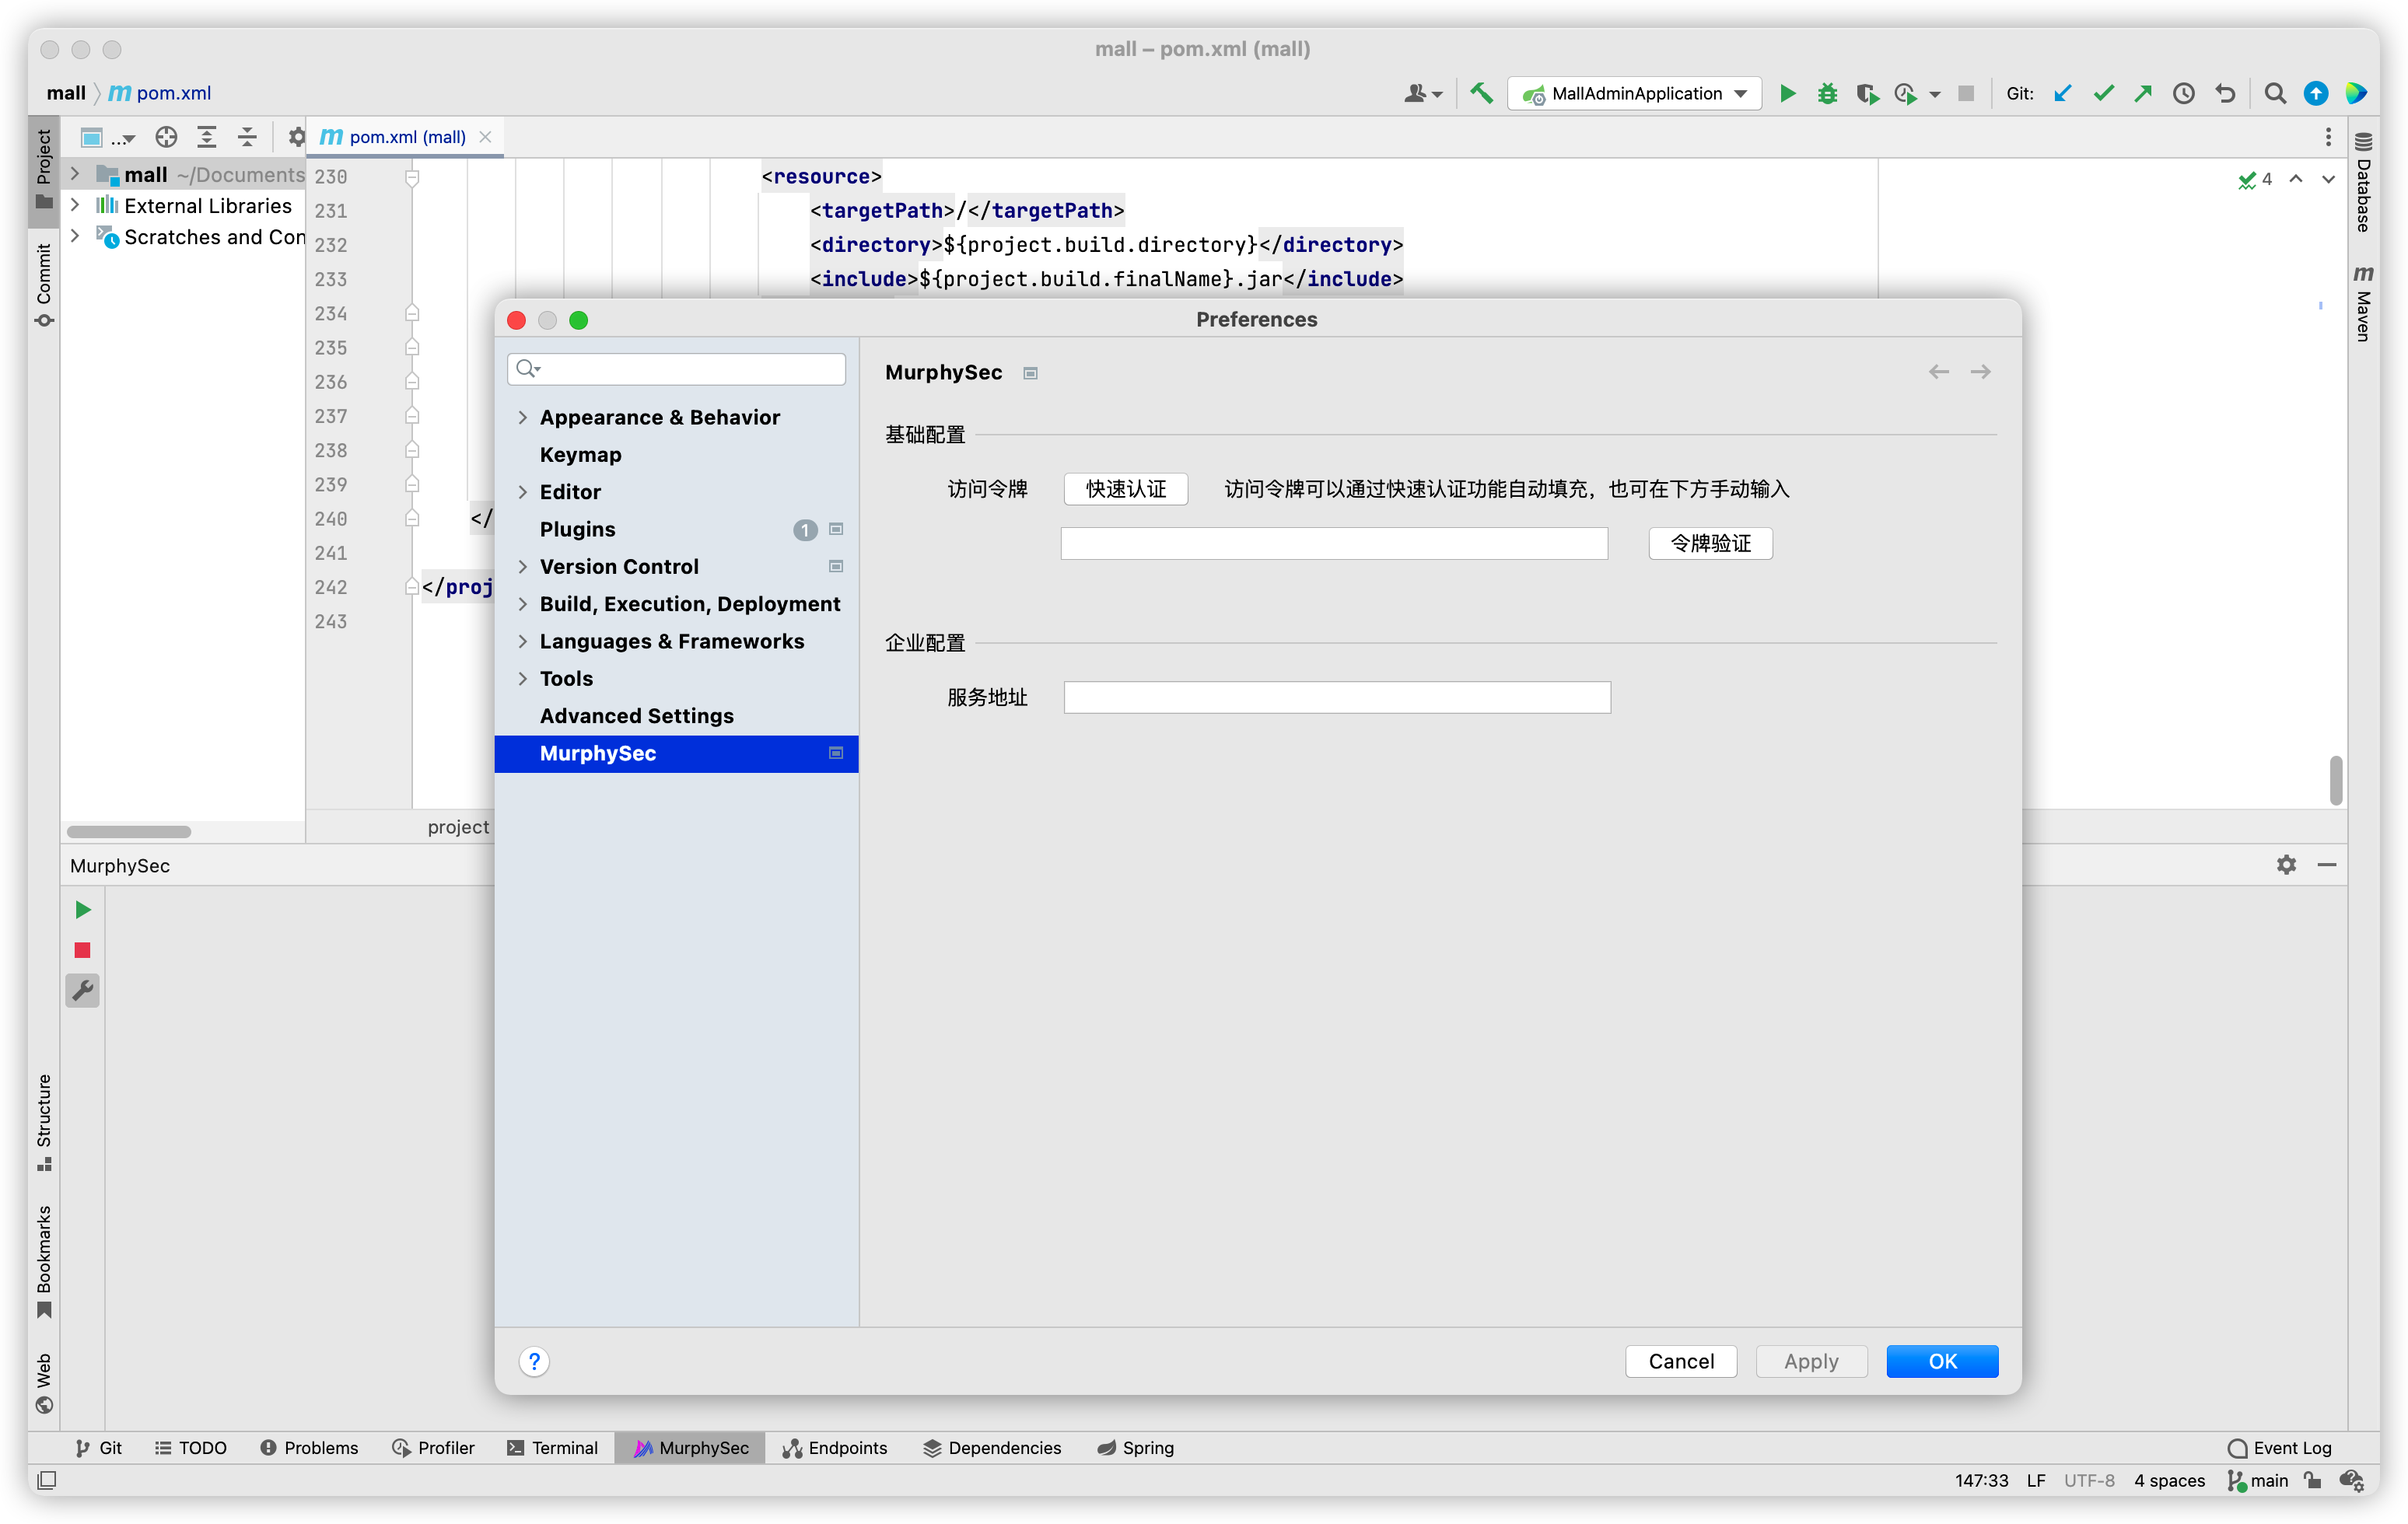 mall – pom.xml (mall)
mall pom.xml
MallAdminApplication
Git:
Project
Commit
...
pom.xml (mall)
mall ~/Documents
External Libraries
Scratches and Con
230 <resource>
231 <targetPath>/</targetPath>
232 <directory>${project.build.directory}</directory>
233 <include>${project.build.finalName}.jar</include>
234
235
236
237
238
239
240 </
241
242 </proj
243
4
Database
Maven
project
Preferences
Appearance & Behavior
Keymap
Editor
Plugins 1
Version Control
Build, Execution, Deployment
Languages & Frameworks
Tools
Advanced Settings
MurphySec
MurphySec
基础配置
访问令牌 快速认证 访问令牌可以通过快速认证功能自动填充，也可在下方手动输入
令牌验证
企业配置
服务地址
?
Cancel Apply OK
MurphySec
Structure
Bookmarks
Web
Git TODO Problems Profiler Terminal MurphySec Endpoints Dependencies Spring Event Log
147:33 LF UTF-8 4 spaces main